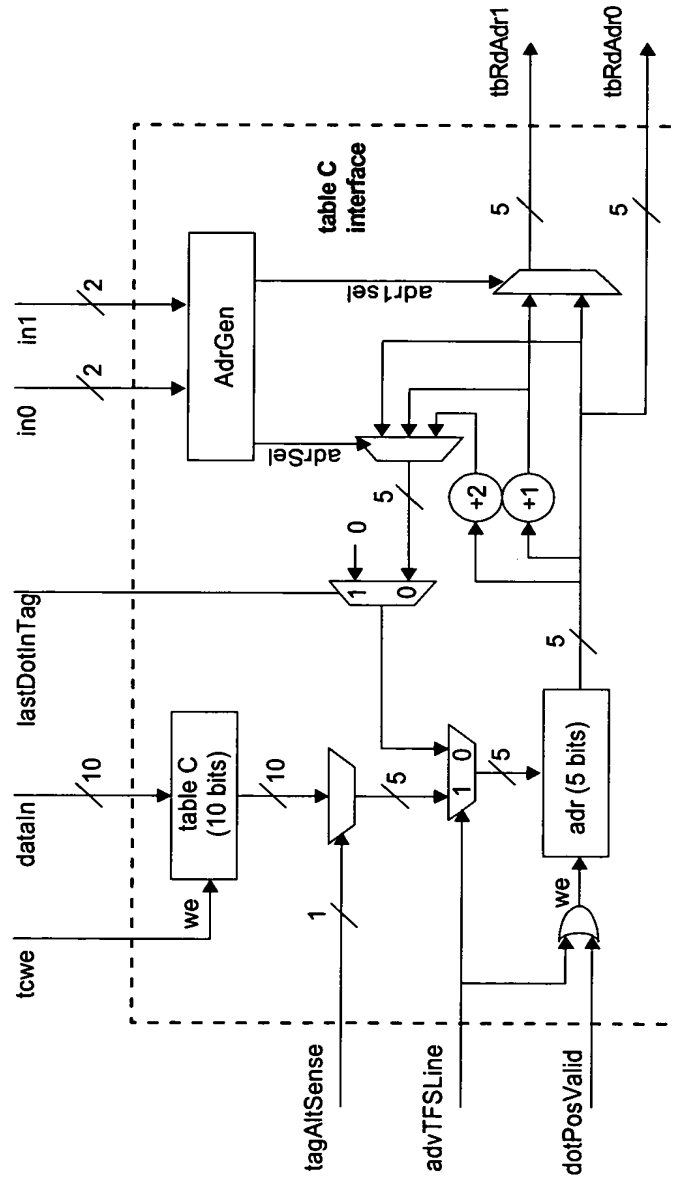 tcwe
dataIn
lastDotInTag
in0
in1
10
2
2
we
table C
(10 bits)
AdrGen
table C
interface
10
0
adrSel
adr1sel
1
0
5
5
tbRdAdr1
tagAltSense
1
5
advTFSLine
1 0
5
+2
+1
we
adr (5 bits)
5
5
tbRdAdr0
dotPosValid